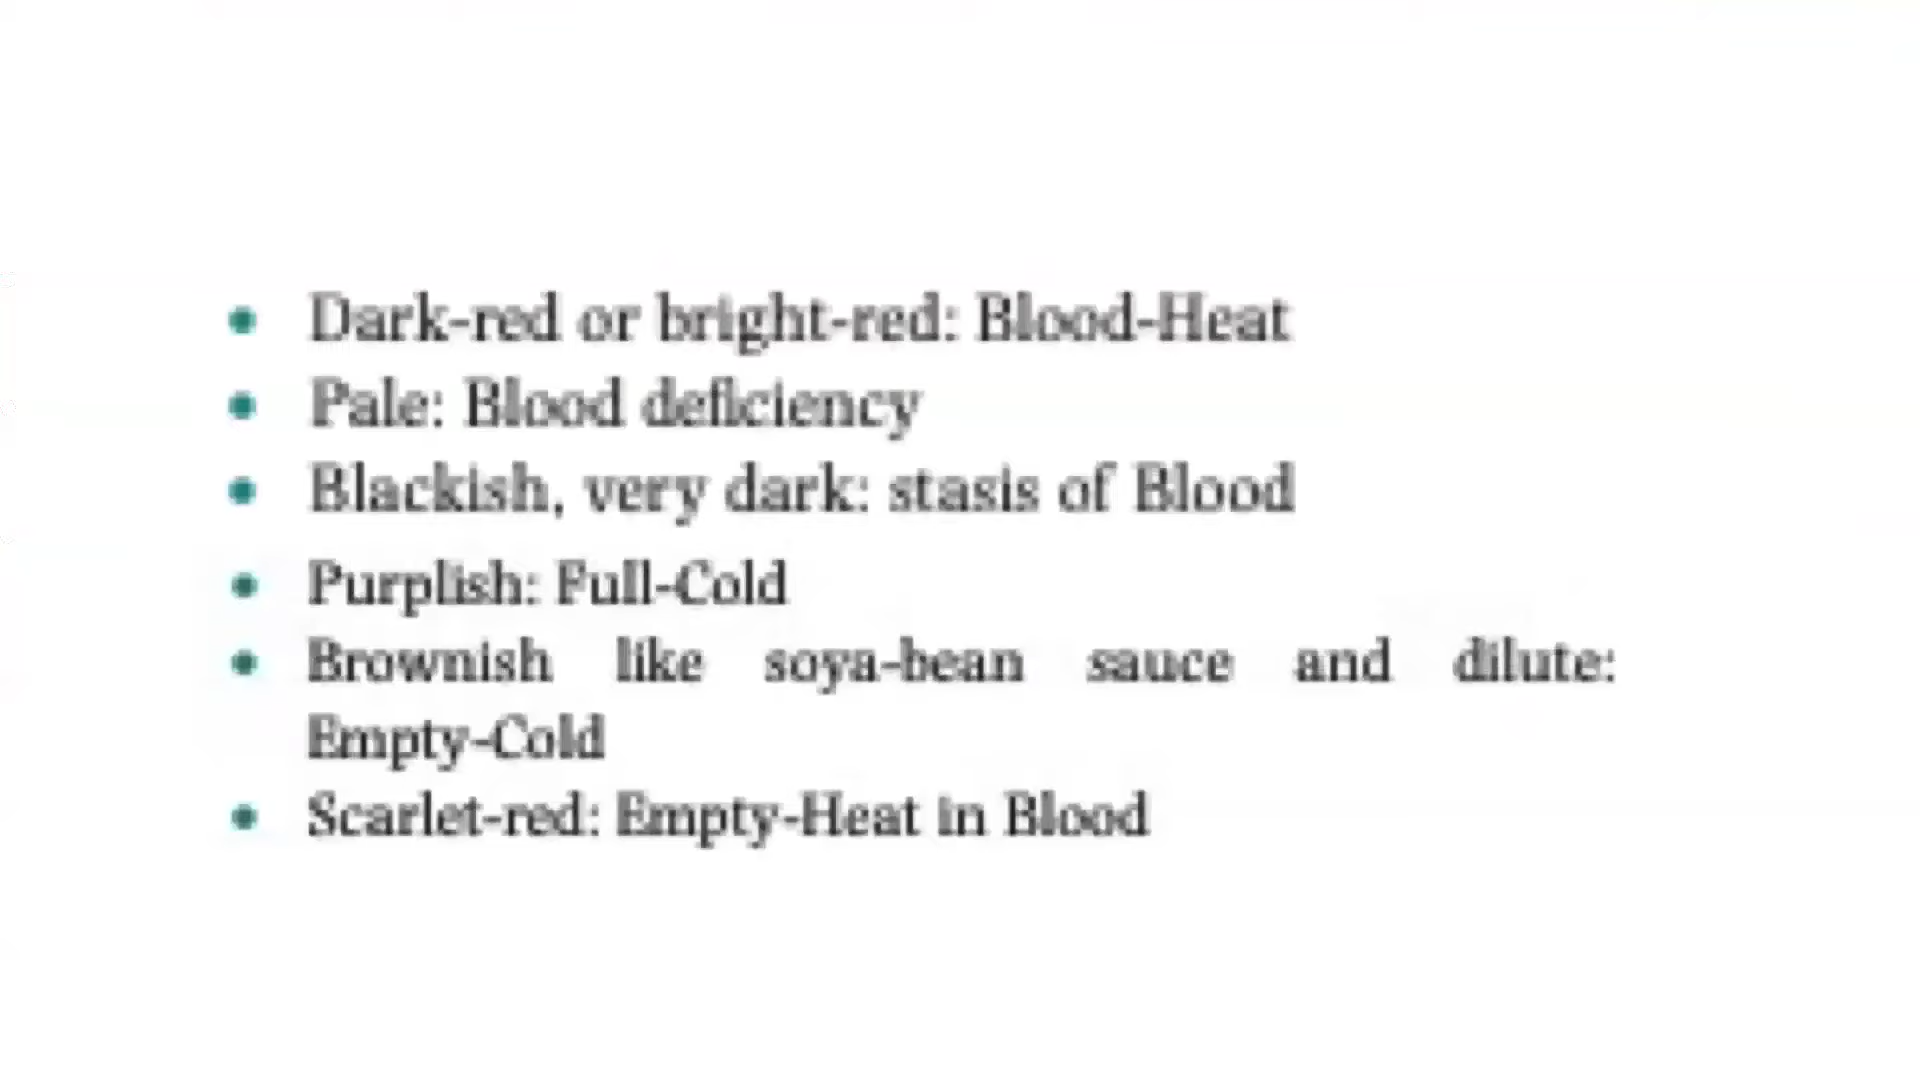 • Dark-red or bright-red: Blood-Heat
• Pale: Blood deficiency
• Blackish, very dark: stasis of Blood
• Purplish: Full-Cold
• Brownish like soya-bean sauce and dilute:
Empty-Cold
• Scarlet-red: Empty-Heat in Blood